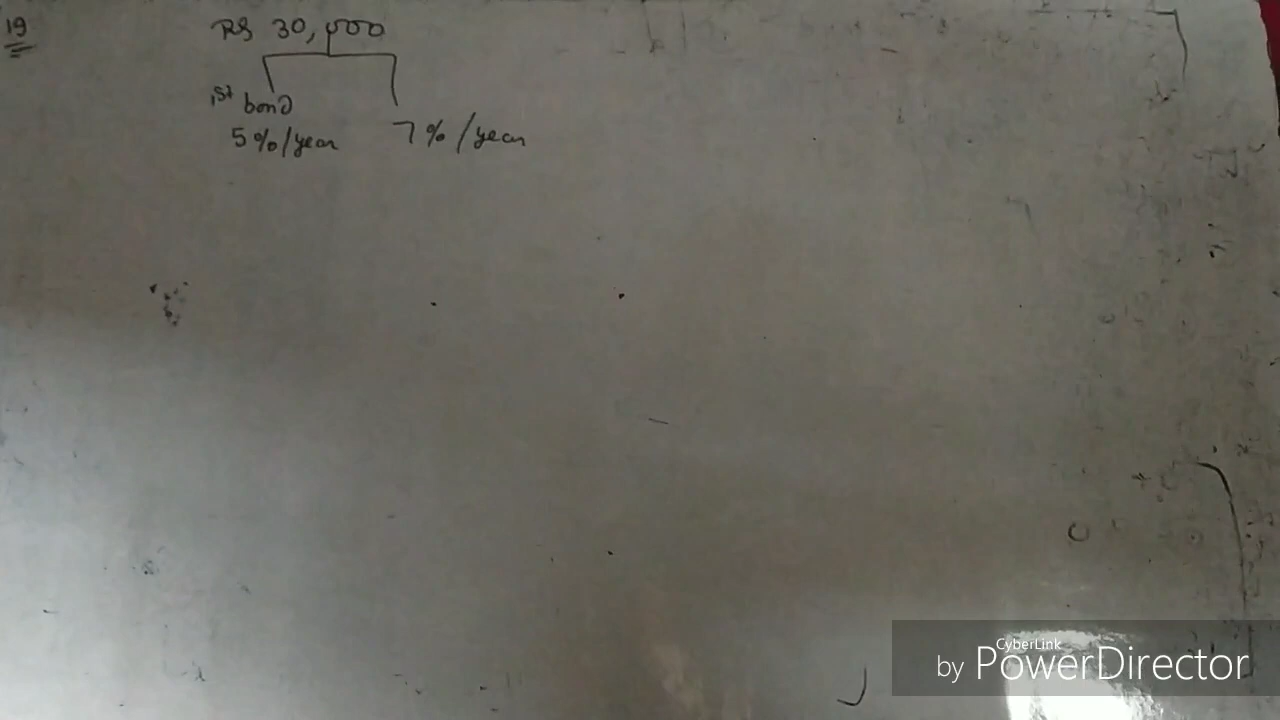 19
Rs 30,000
1st bond
5%/year 7%/year
CyberLink
by PowerDirector